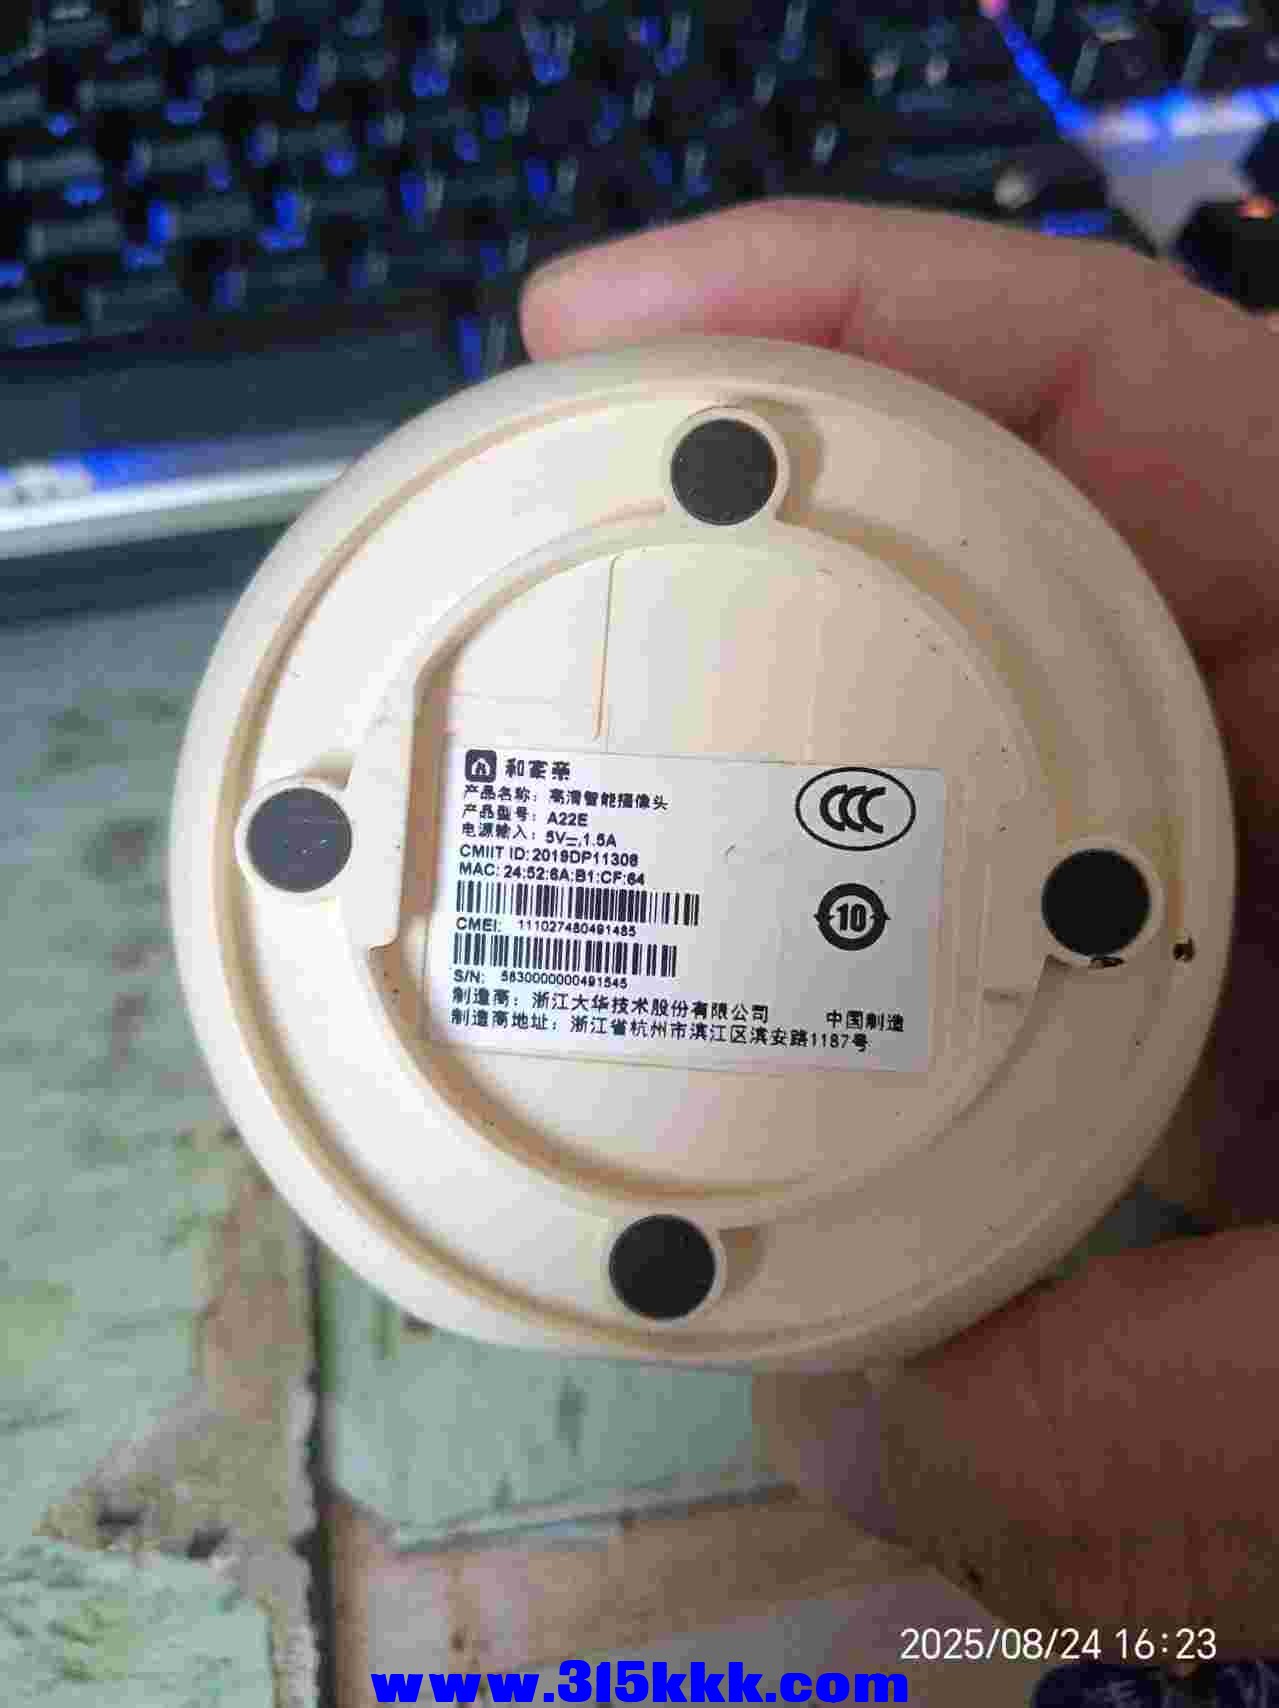 和家亲
产品名称：高清智能摄像头
产品型号：A22E
电源输入：5V⎓,1.5A
CMIIT ID:2019DP11308
MAC:24:52:6A:B1:CF:64
CMEI: 111027480491485
S/N: 5830000000491545
制造商：浙江大华技术股份有限公司
中国制造
制造商地址：浙江省杭州市滨江区滨安路1187号
CCC
10
2025/08/24 16:23
www.315kkk.com